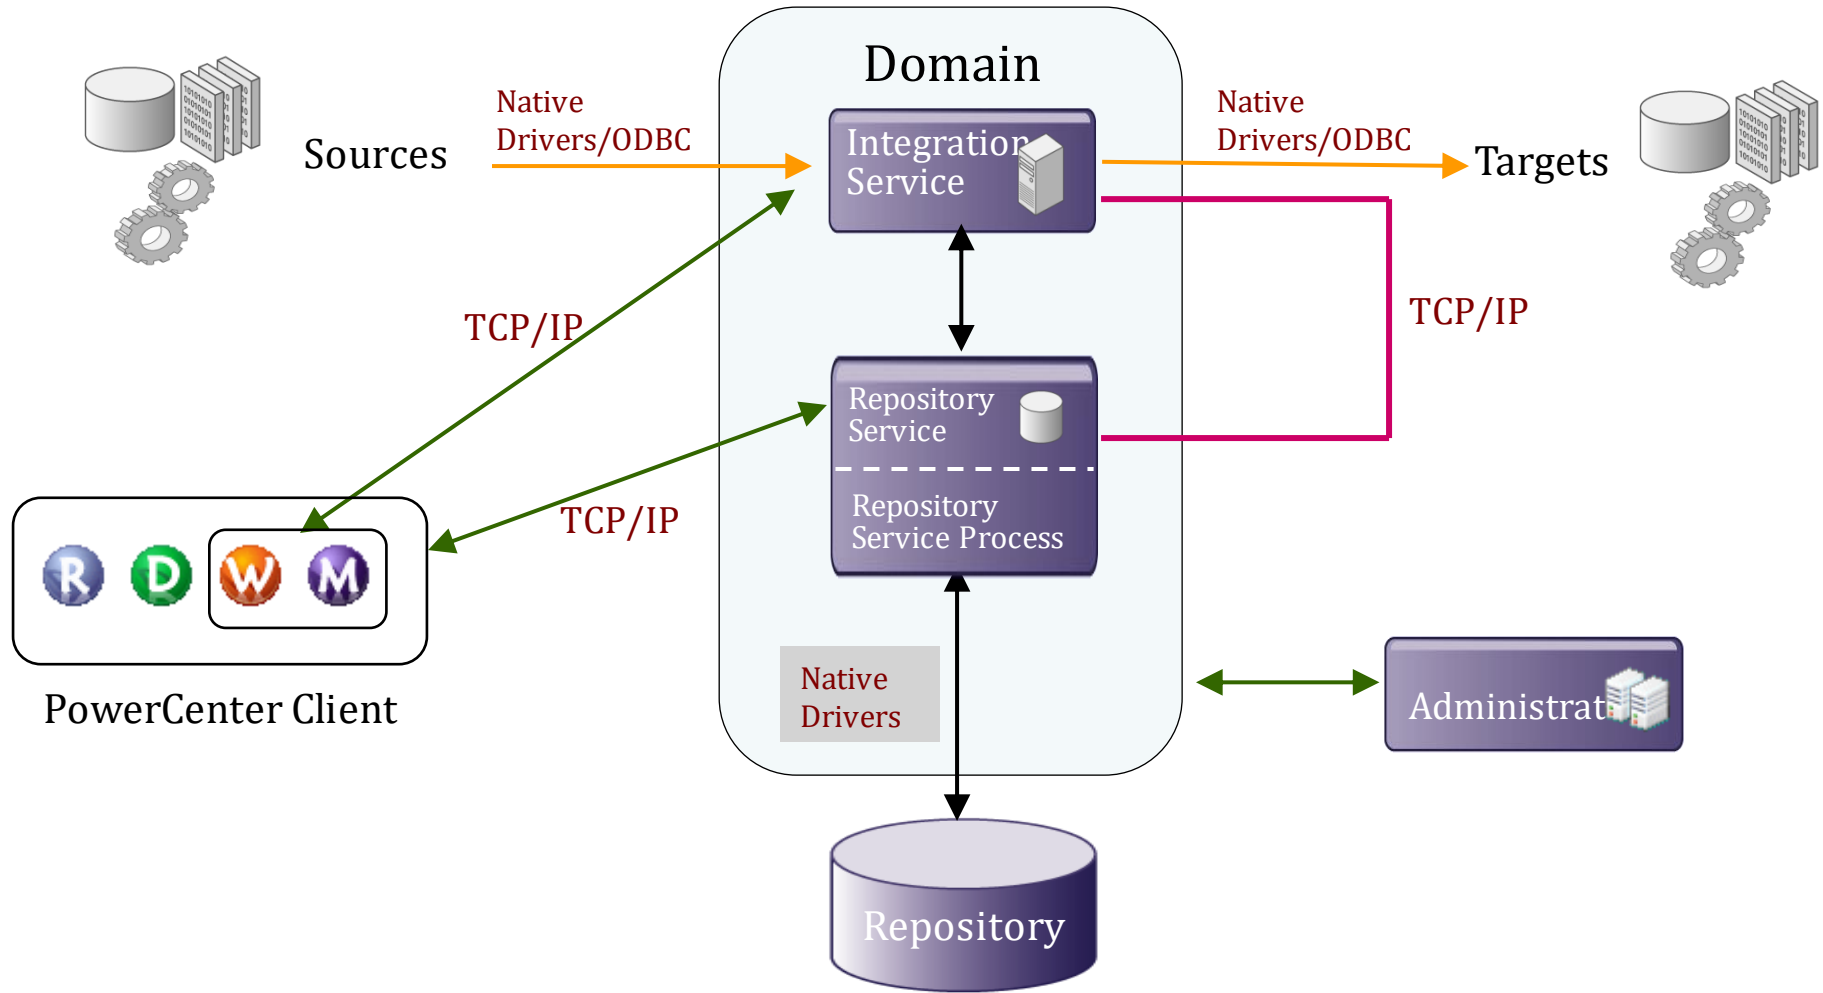 Domain
Native
Drivers/ODBC
Sources
Integration
Service
Native
Drivers/ODBC
Targets
TCP/IP
TCP/IP
Repository
Service
Repository
Service Process
TCP/IP
R D W M
PowerCenter Client
Native
Drivers
Administrat
Repository